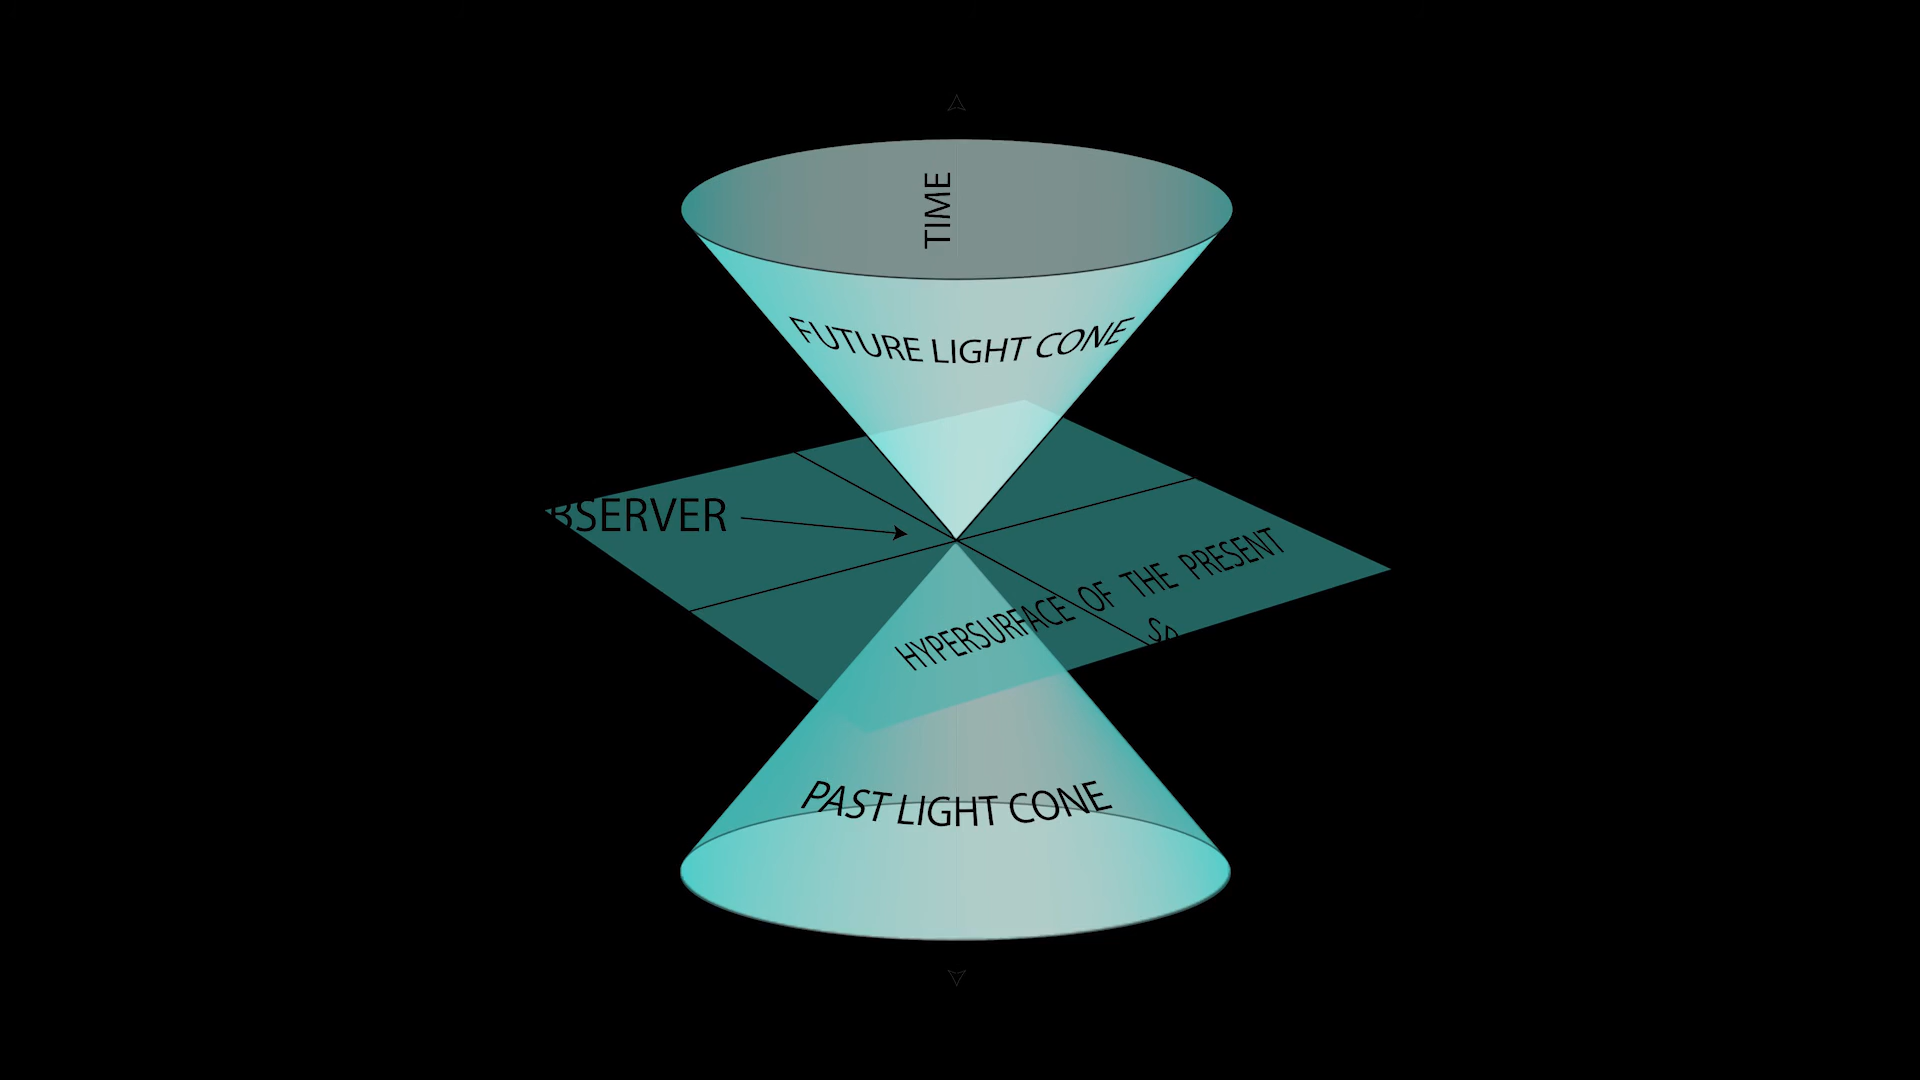 TIME
FUTURE LIGHT CONE
BSERVER
HYPERSURFACE OF THE PRESENT
PAST LIGHT CONE